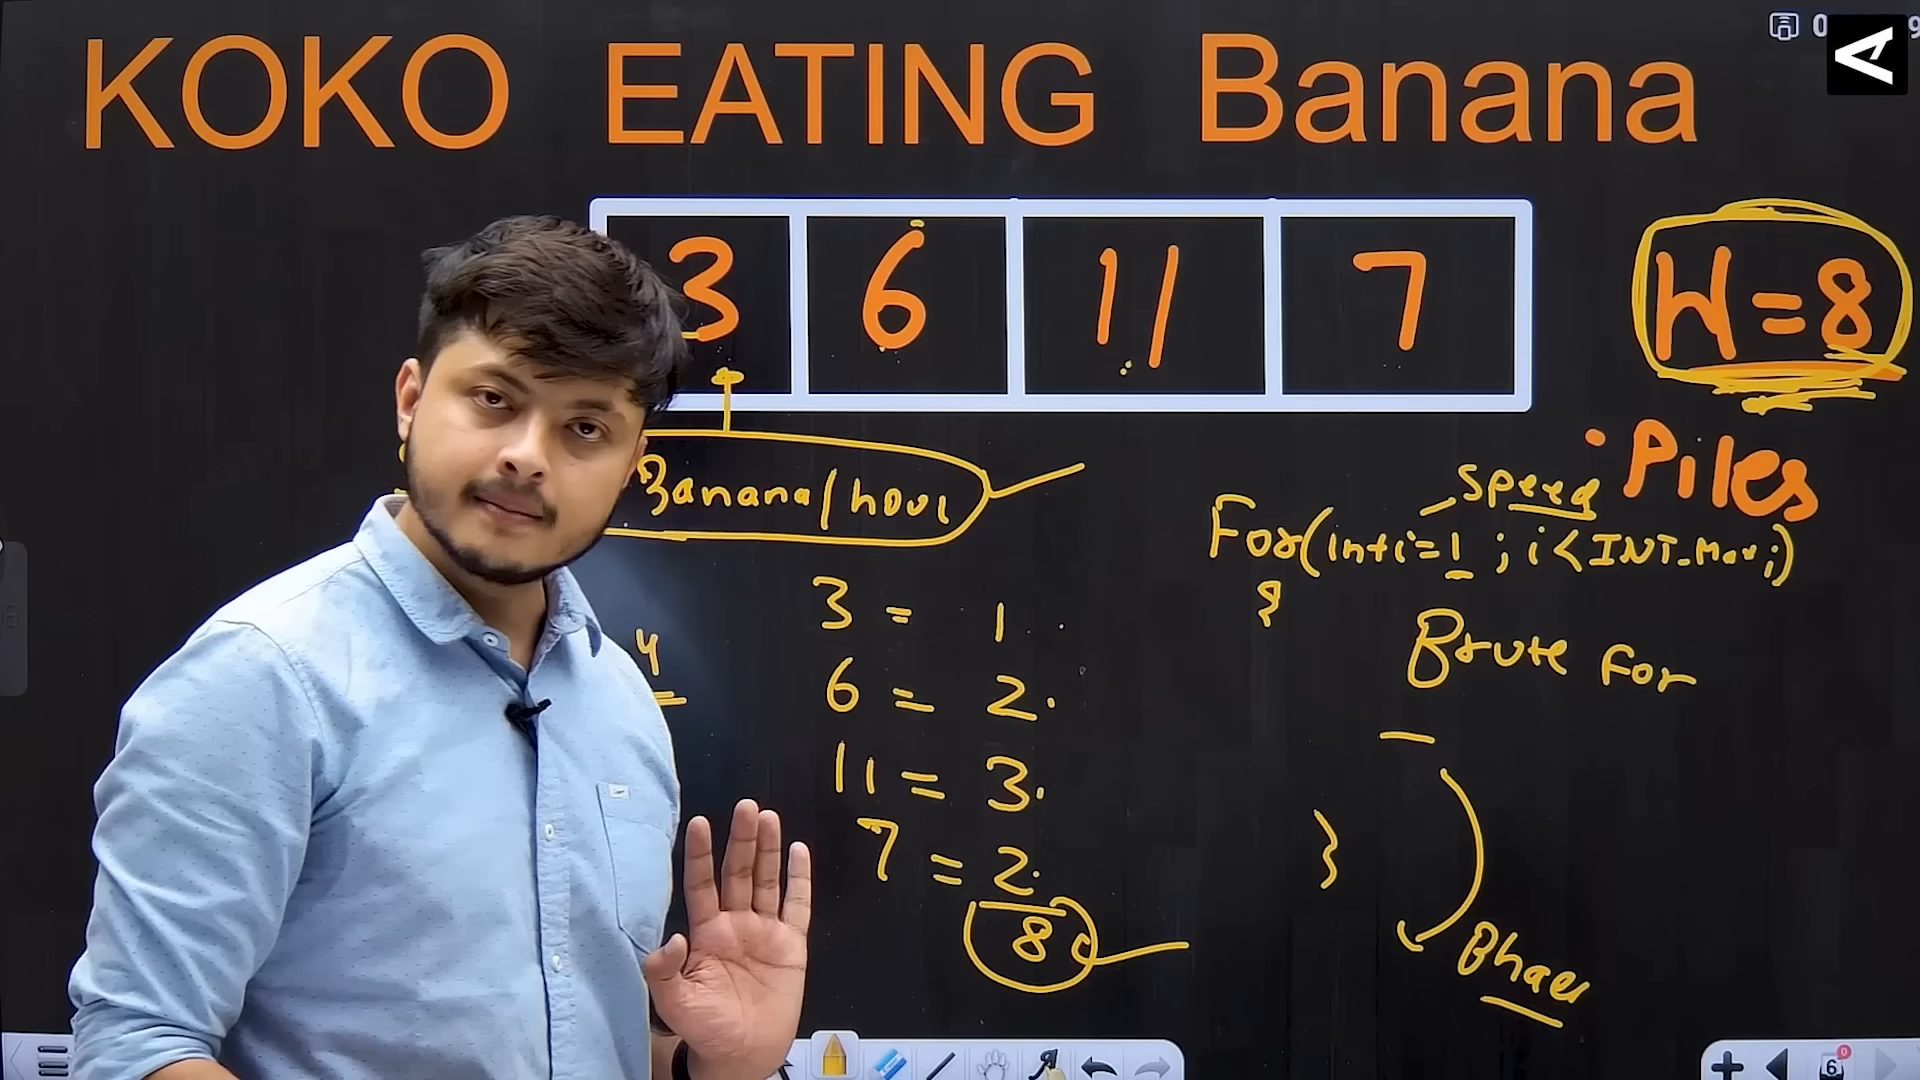 KOKO EATING Banana
3 6 11 7
H=8
Piles
Banana/hour
speed
For(int i=1 ; i<INT_Max;)
{
Brute For
4
3 = 1
6 = 2
11 = 3
7 = 2
8
}
6